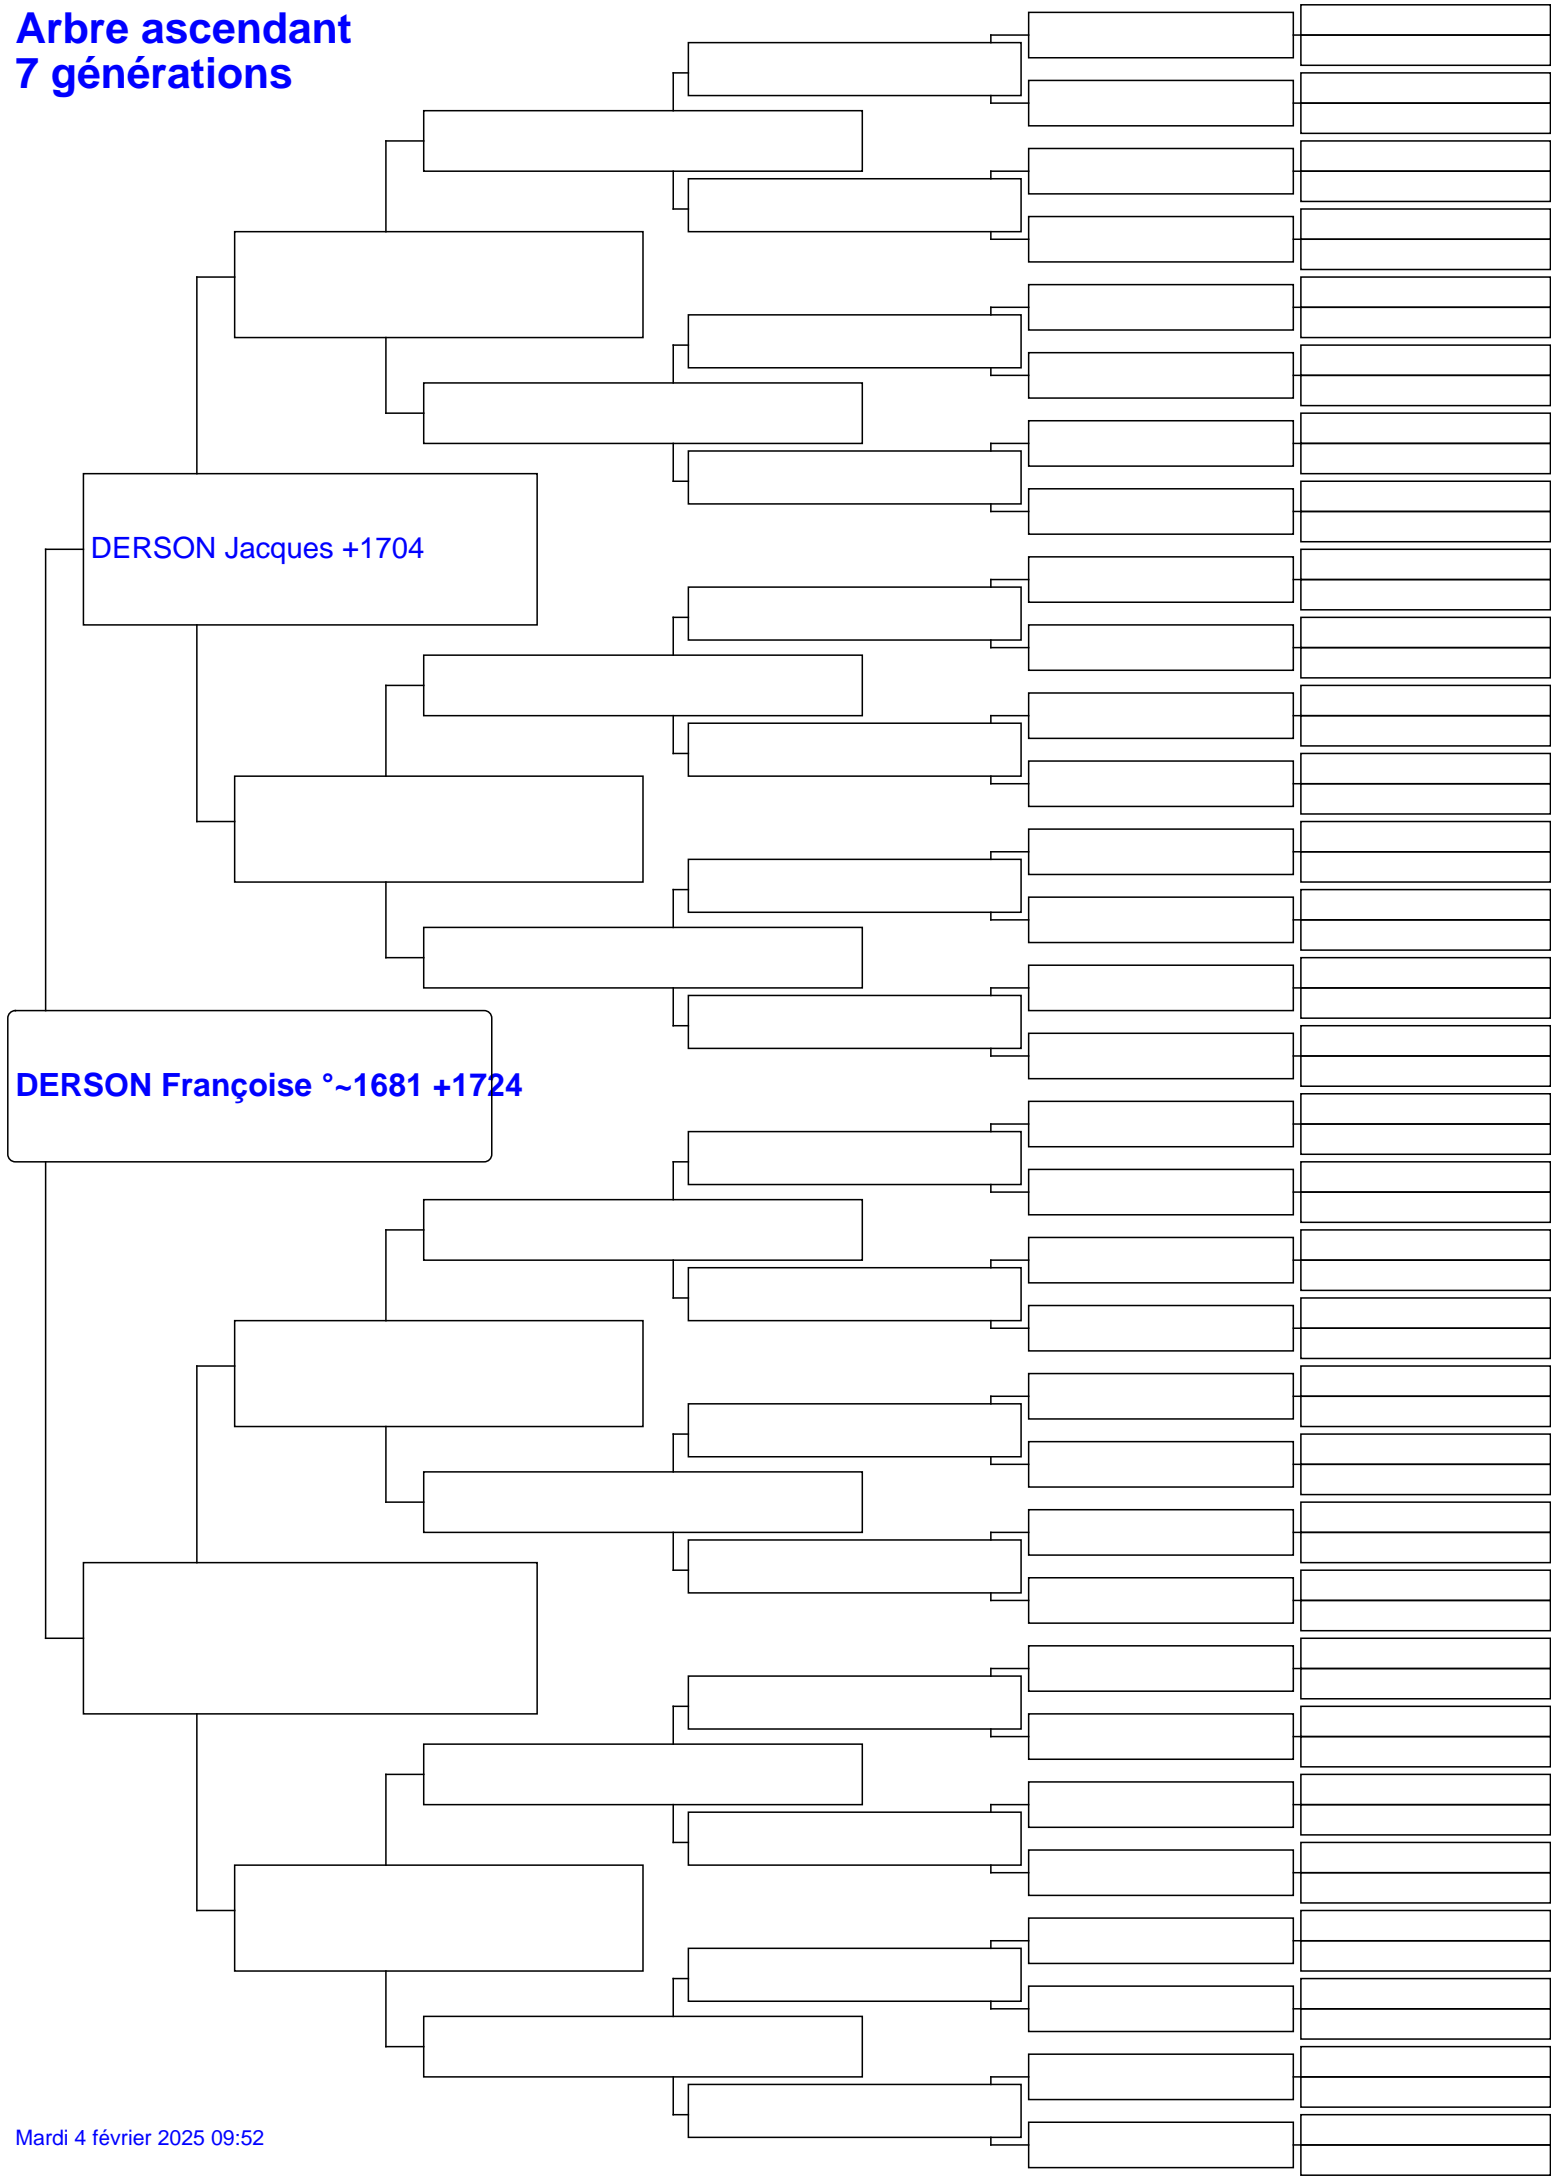 Arbre ascendant
7 générations
DERSON Jacques +1704
DERSON Françoise °~1681 +1724
Mardi 4 février 2025 09:52